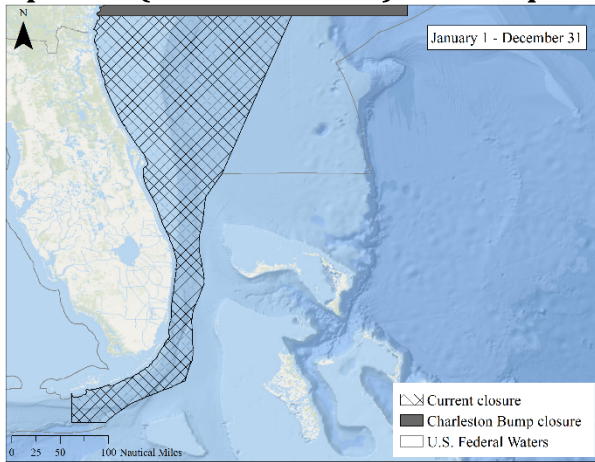 N
January 1 - December 31
Current closure
Charleston Bump closure
U.S. Federal Waters
0 25 50 100 Nautical Miles